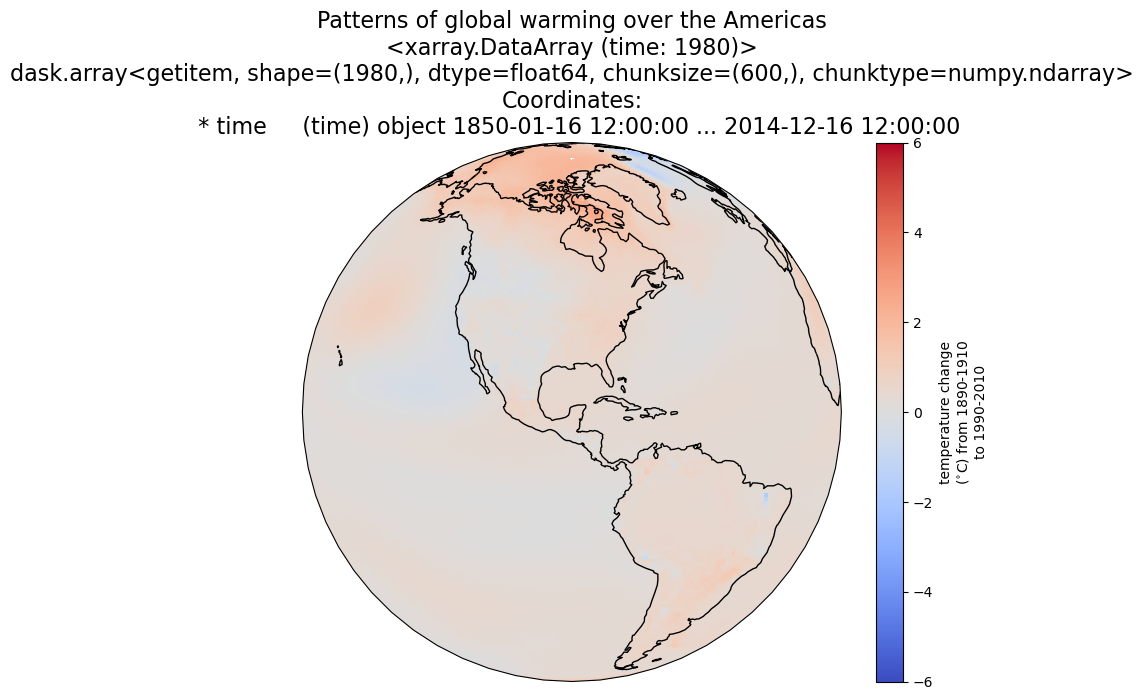 Patterns of global warming over the Americas
<xarray.DataArray (time: 1980)>
dask.array<getitem, shape=(1980,), dtype=float64, chunksize=(600,), chunktype=numpy.ndarray>
Coordinates:
* time     (time) object 1850-01-16 12:00:00 ... 2014-12-16 12:00:00
6
4
2
0
−2
−4
−6
temperature change
(°C) from 1890-1910
to 1990-2010